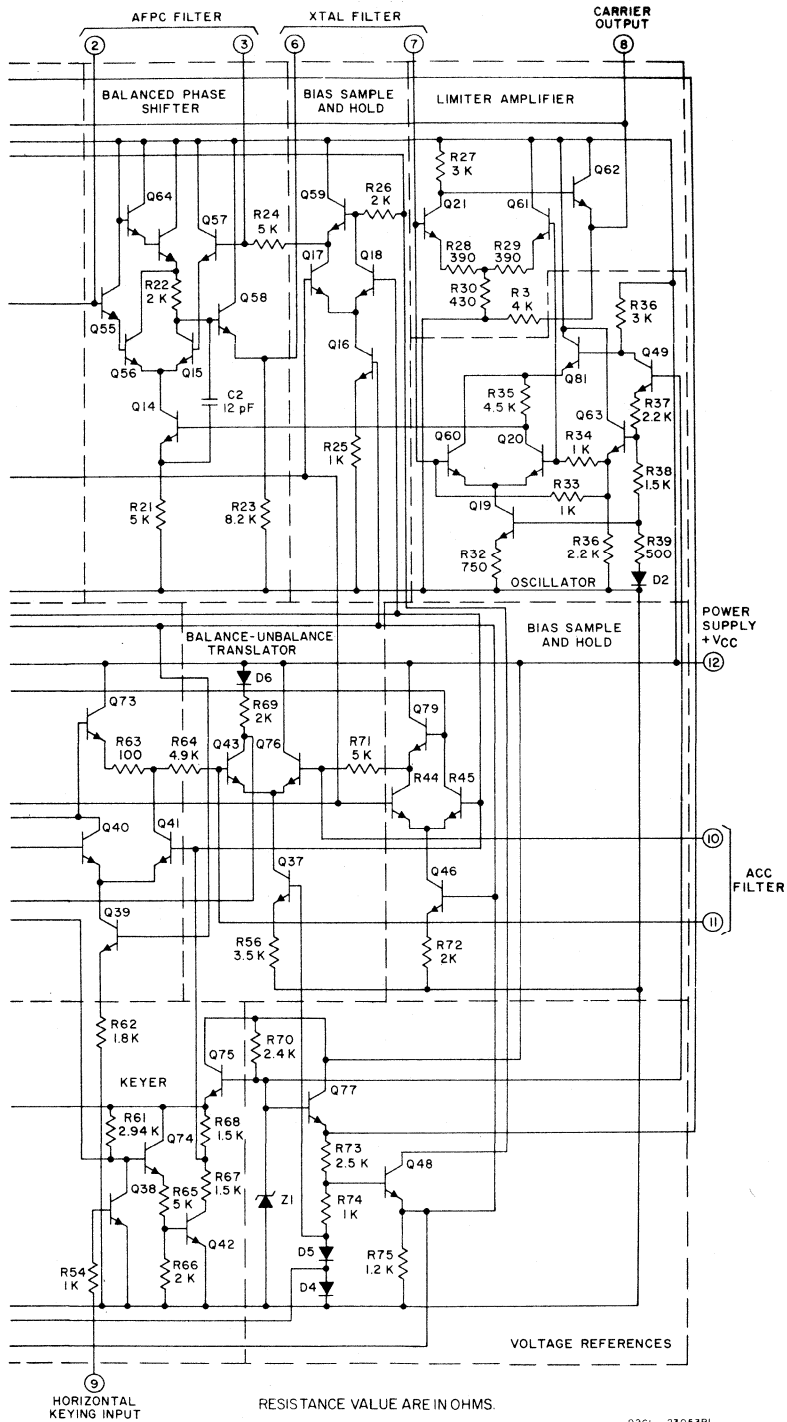 AFPC FILTER
XTAL FILTER
CARRIER
OUTPUT
2
3
6
7
8
BALANCED PHASE
SHIFTER
BIAS SAMPLE
AND HOLD
LIMITER AMPLIFIER
R27
3 K
Q62
Q64
Q57
R24
5 K
Q59
R26
2 K
Q21
Q61
R28
390
R29
390
Q17
Q18
R22
2 K
Q58
R30
430
R3
4 K
R36
3 K
Q55
Q56
Q15
Q16
Q81
Q49
C2
12 pF
R35
4.5 K
R37
2.2 K
Q14
Q63
Q60
Q20
R34
1 K
R25
1 K
R38
1.5 K
R33
1 K
R21
5 K
R23
8.2 K
Q19
R36
2.2 K
R39
500
R32
750
D2
OSCILLATOR
POWER
SUPPLY
+VCC
BALANCE-UNBALANCE
TRANSLATOR
BIAS SAMPLE
AND HOLD
12
D6
Q73
R69
2 K
Q79
R63
100
R64
4.9 K
Q43
Q76
R71
5 K
R44
R45
Q40
Q41
10
Q37
Q46
ACC
FILTER
Q39
11
R56
3.5 K
R72
2 K
R62
1.8 K
R70
2.4 K
Q75
KEYER
Q77
R61
2.94 K
Q74
R68
1.5 K
R73
2.5 K
Q48
R67
1.5 K
Q38
R65
5 K
Z1
R74
1 K
Q42
R54
1 K
R66
2 K
D5
R75
1.2 K
D4
VOLTAGE REFERENCES
9
HORIZONTAL
KEYING INPUT
RESISTANCE VALUE ARE IN OHMS.